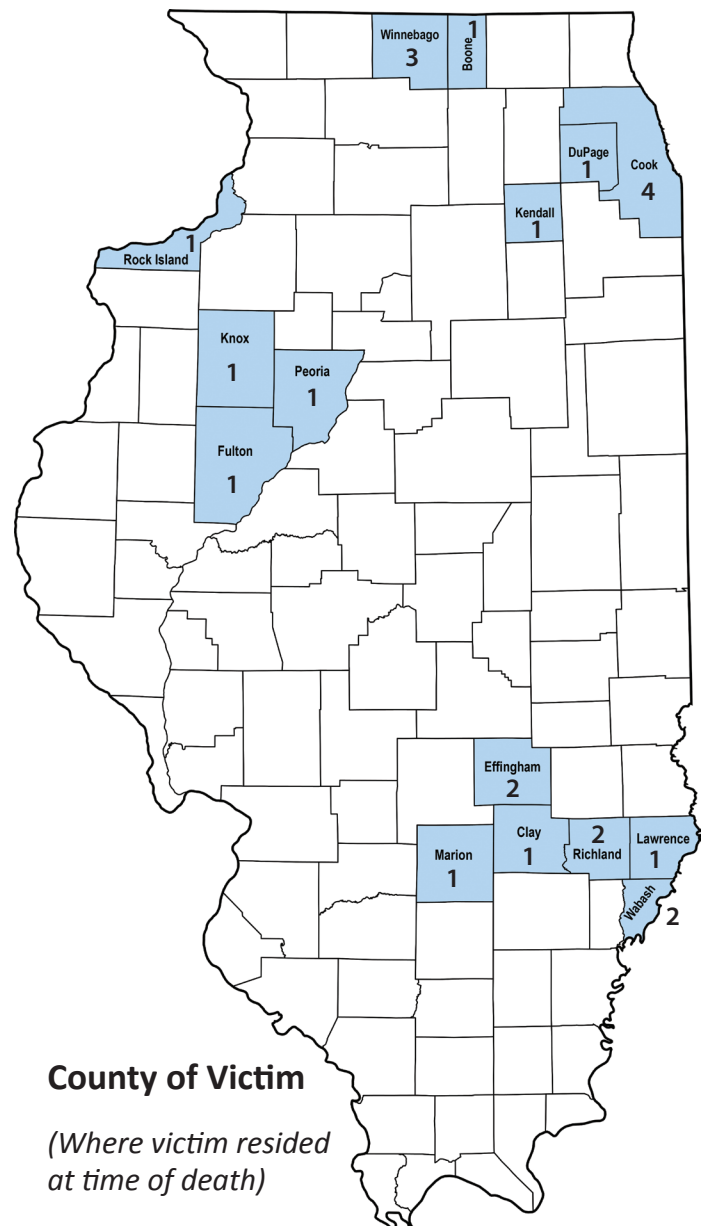 Winnebago
3
1
Boone
DuPage
1
Cook
4
Kendall
1
1
Rock Island
Knox
1
Peoria
1
Fulton
1
Effingham
2
Clay
1
2
Richland
Lawrence
1
Marion
1
Wabash
2
County of Victim
(Where victim resided
at time of death)